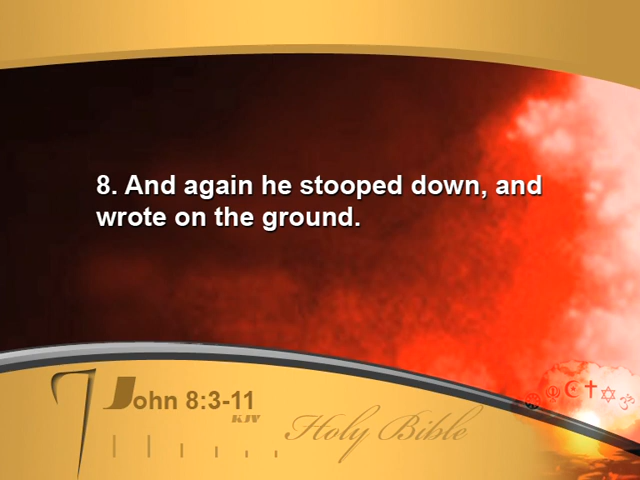 8. And again he stooped down, and
wrote on the ground.
John 8:3-11
KJV
Holy Bible